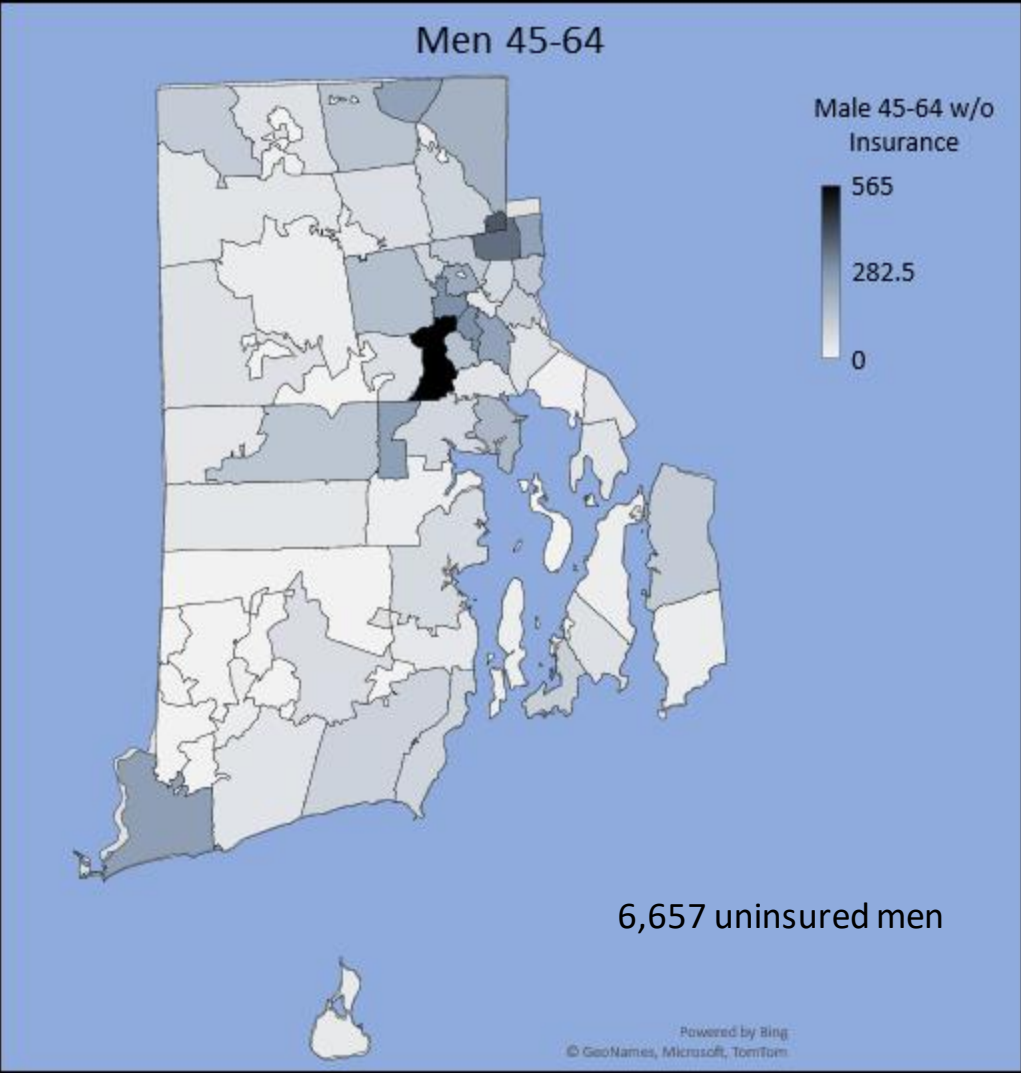 Men 45-64
Male 45-64 w/o
Insurance
565
282.5
0
6,657 uninsured men
Powered by Bing
© GeoNames, Microsoft, TomTom